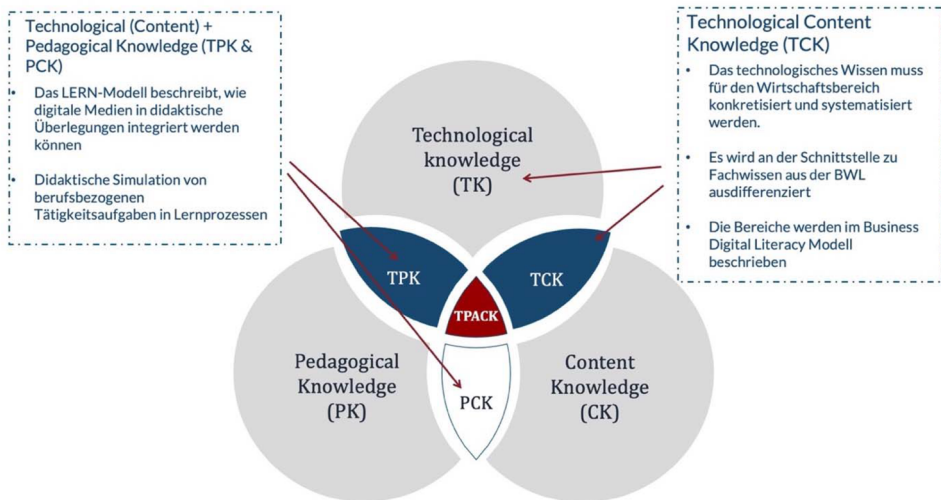 Technological (Content) +
Pedagogical Knowledge (TPK &
PCK)
• Das LERN-Modell beschreibt, wie
digitale Medien in didaktische
Überlegungen integriert werden
können
• Didaktische Simulation von
berufsbezogenen
Tätigkeitsaufgaben in Lernprozessen
Technological Content
Knowledge (TCK)
• Das technologisches Wissen muss
für den Wirtschaftsbereich
konkretisiert und systematisiert
werden.
• Es wird an der Schnittstelle zu
Fachwissen aus der BWL
ausdifferenziert
• Die Bereiche werden im Business
Digital Literacy Modell
beschrieben
Technological
knowledge
(TK)
TPK
TCK
TPACK
Pedagogical
Knowledge
(PK)
PCK
Content
Knowledge
(CK)